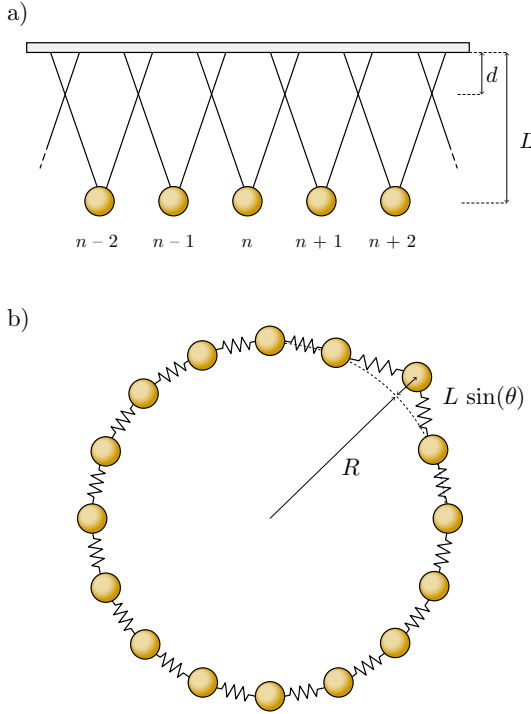 a)
d
L
n – 2
n – 1
n
n + 1
n + 2
b)
L sin(θ)
R